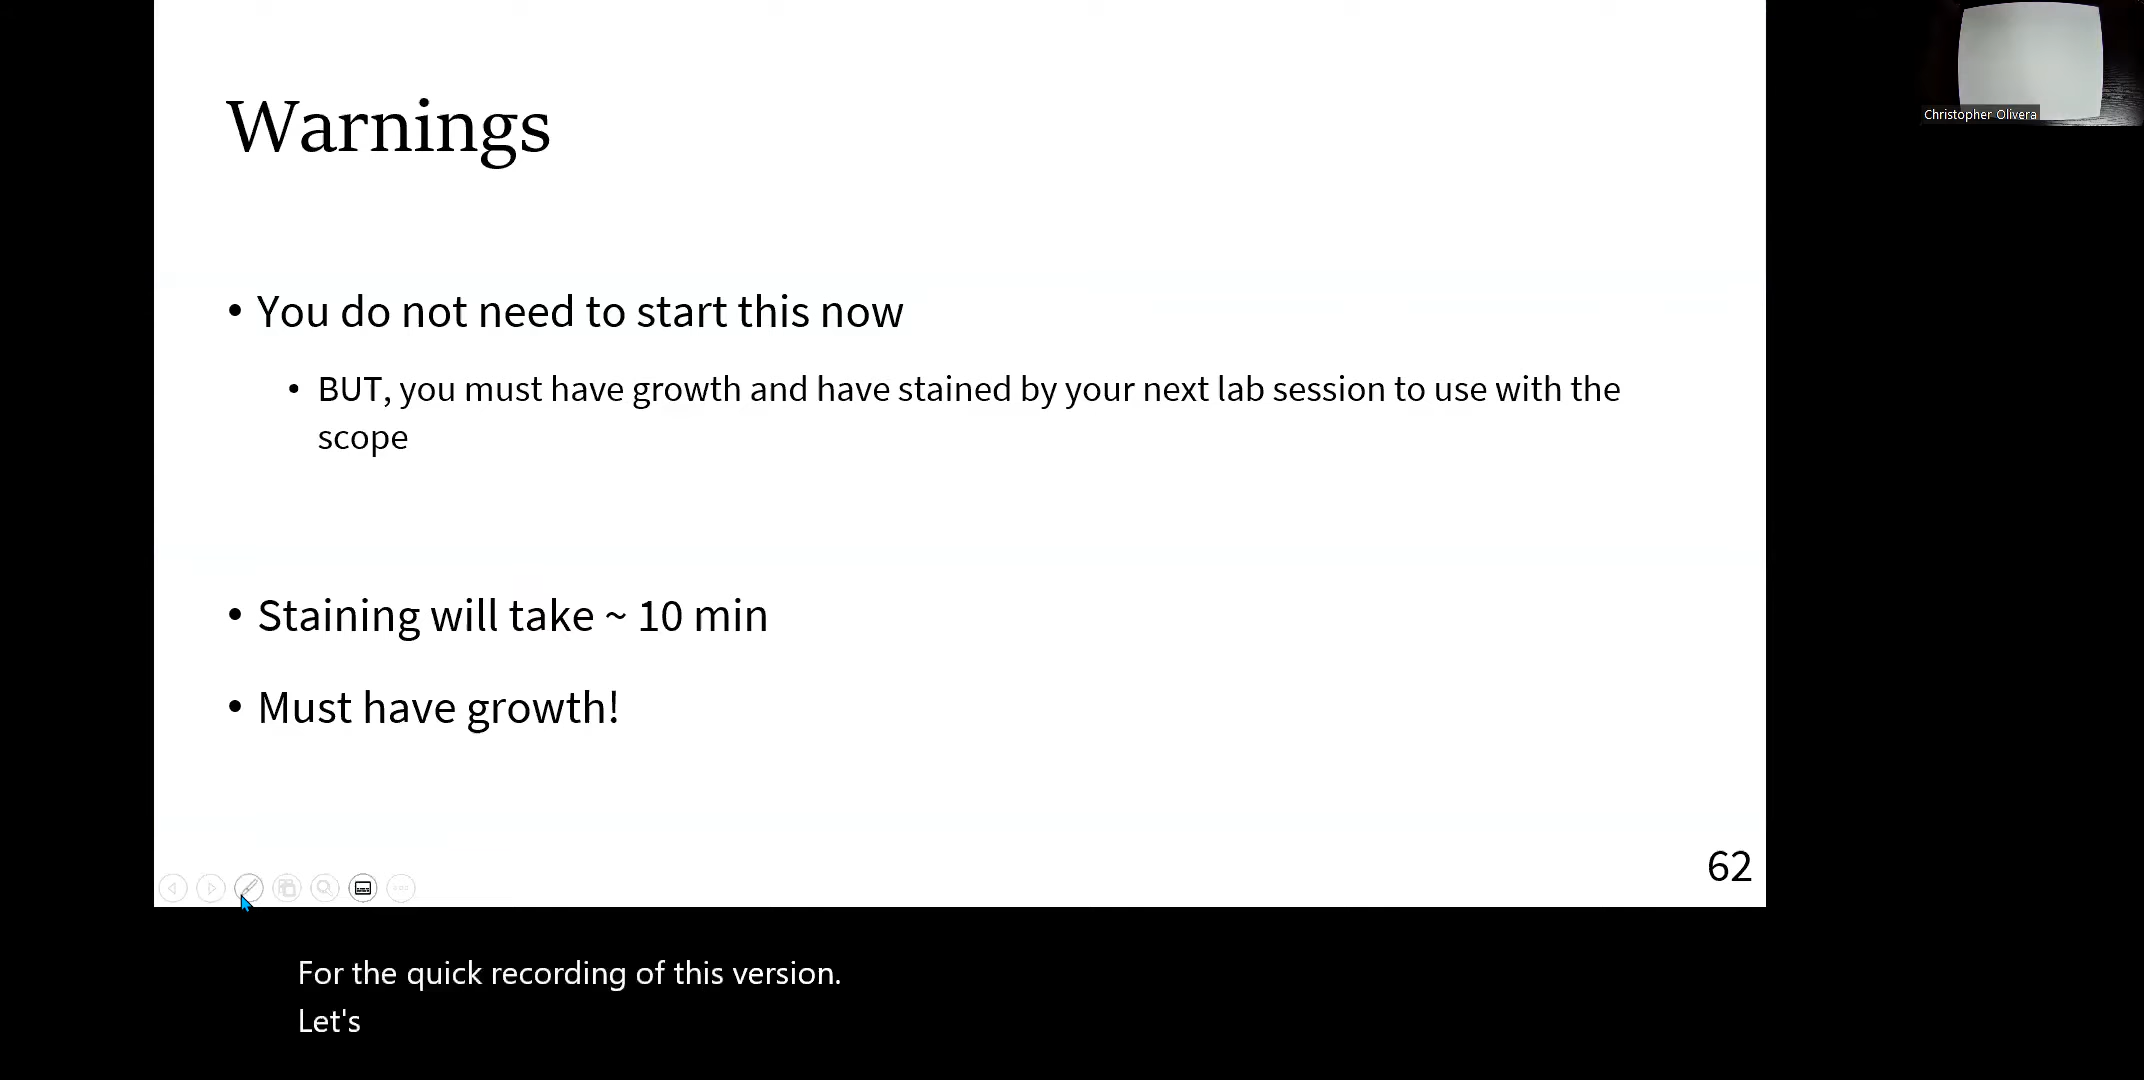 Warnings
Christopher Olivera
• You do not need to start this now
• BUT, you must have growth and have stained by your next lab session to use with the
scope
• Staining will take ~ 10 min
• Must have growth!
62
For the quick recording of this version.
Let's